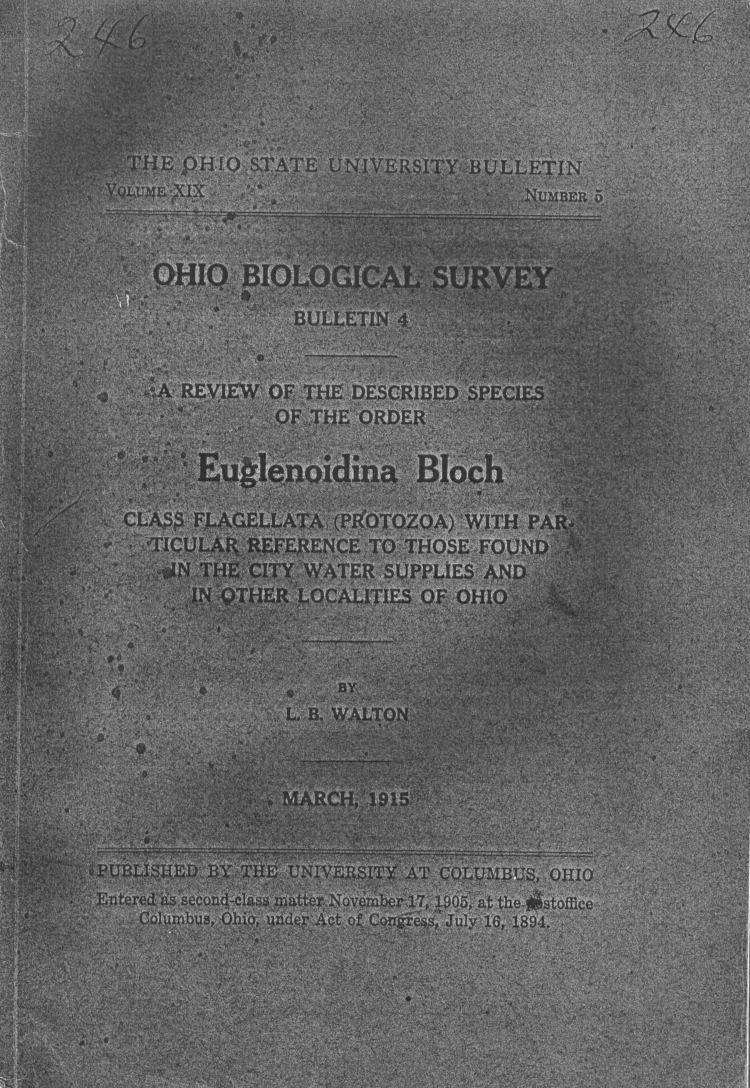 246 246
THE OHIO STATE UNIVERSITY BULLETIN
VOLUME XIX NUMBER 5
OHIO BIOLOGICAL SURVEY
BULLETIN 4
A REVIEW OF THE DESCRIBED SPECIES
OF THE ORDER
Euglenoidina Bloch
CLASS FLAGELLATA (PROTOZOA) WITH PAR-
TICULAR REFERENCE TO THOSE FOUND
IN THE CITY WATER SUPPLIES AND
IN OTHER LOCALITIES OF OHIO
BY
L. B. WALTON
MARCH, 1915
PUBLISHED BY THE UNIVERSITY AT COLUMBUS, OHIO
Entered as second-class matter November 17, 1905, at the postoffice
Columbus, Ohio, under Act of Congress, July 16, 1894.